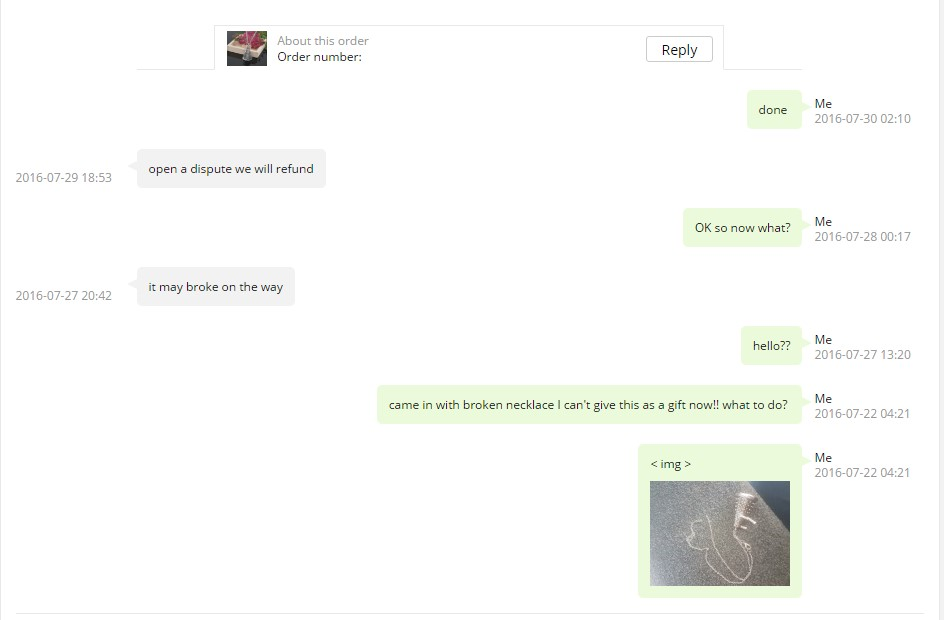 About this order
Order number:
Reply
done
Me
2016-07-30 02:10
open a dispute we will refund
2016-07-29 18:53
OK so now what?
Me
2016-07-28 00:17
it may broke on the way
2016-07-27 20:42
hello??
Me
2016-07-27 13:20
came in with broken necklace I can't give this as a gift now!! what to do?
Me
2016-07-22 04:21
< img >
Me
2016-07-22 04:21